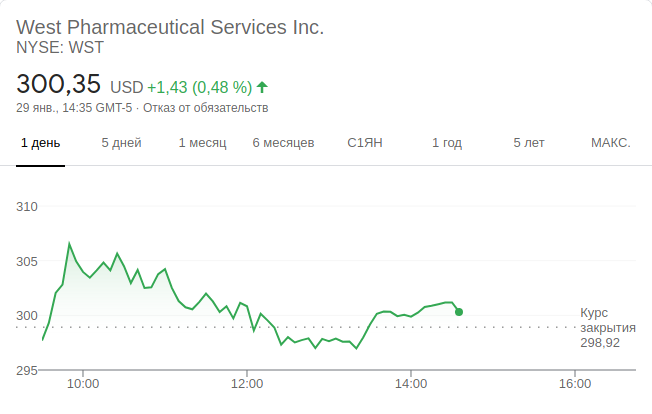 West Pharmaceutical Services Inc.
NYSE: WST
300,35 USD +1,43 (0,48 %)
29 янв., 14:35 GMT-5 · Отказ от обязательств
1 день 5 дней 1 месяц 6 месяцев С1ЯН 1 год 5 лет МАКС.
310
305
300
Курс
закрытия
298,92
295
10:00 12:00 14:00 16:00